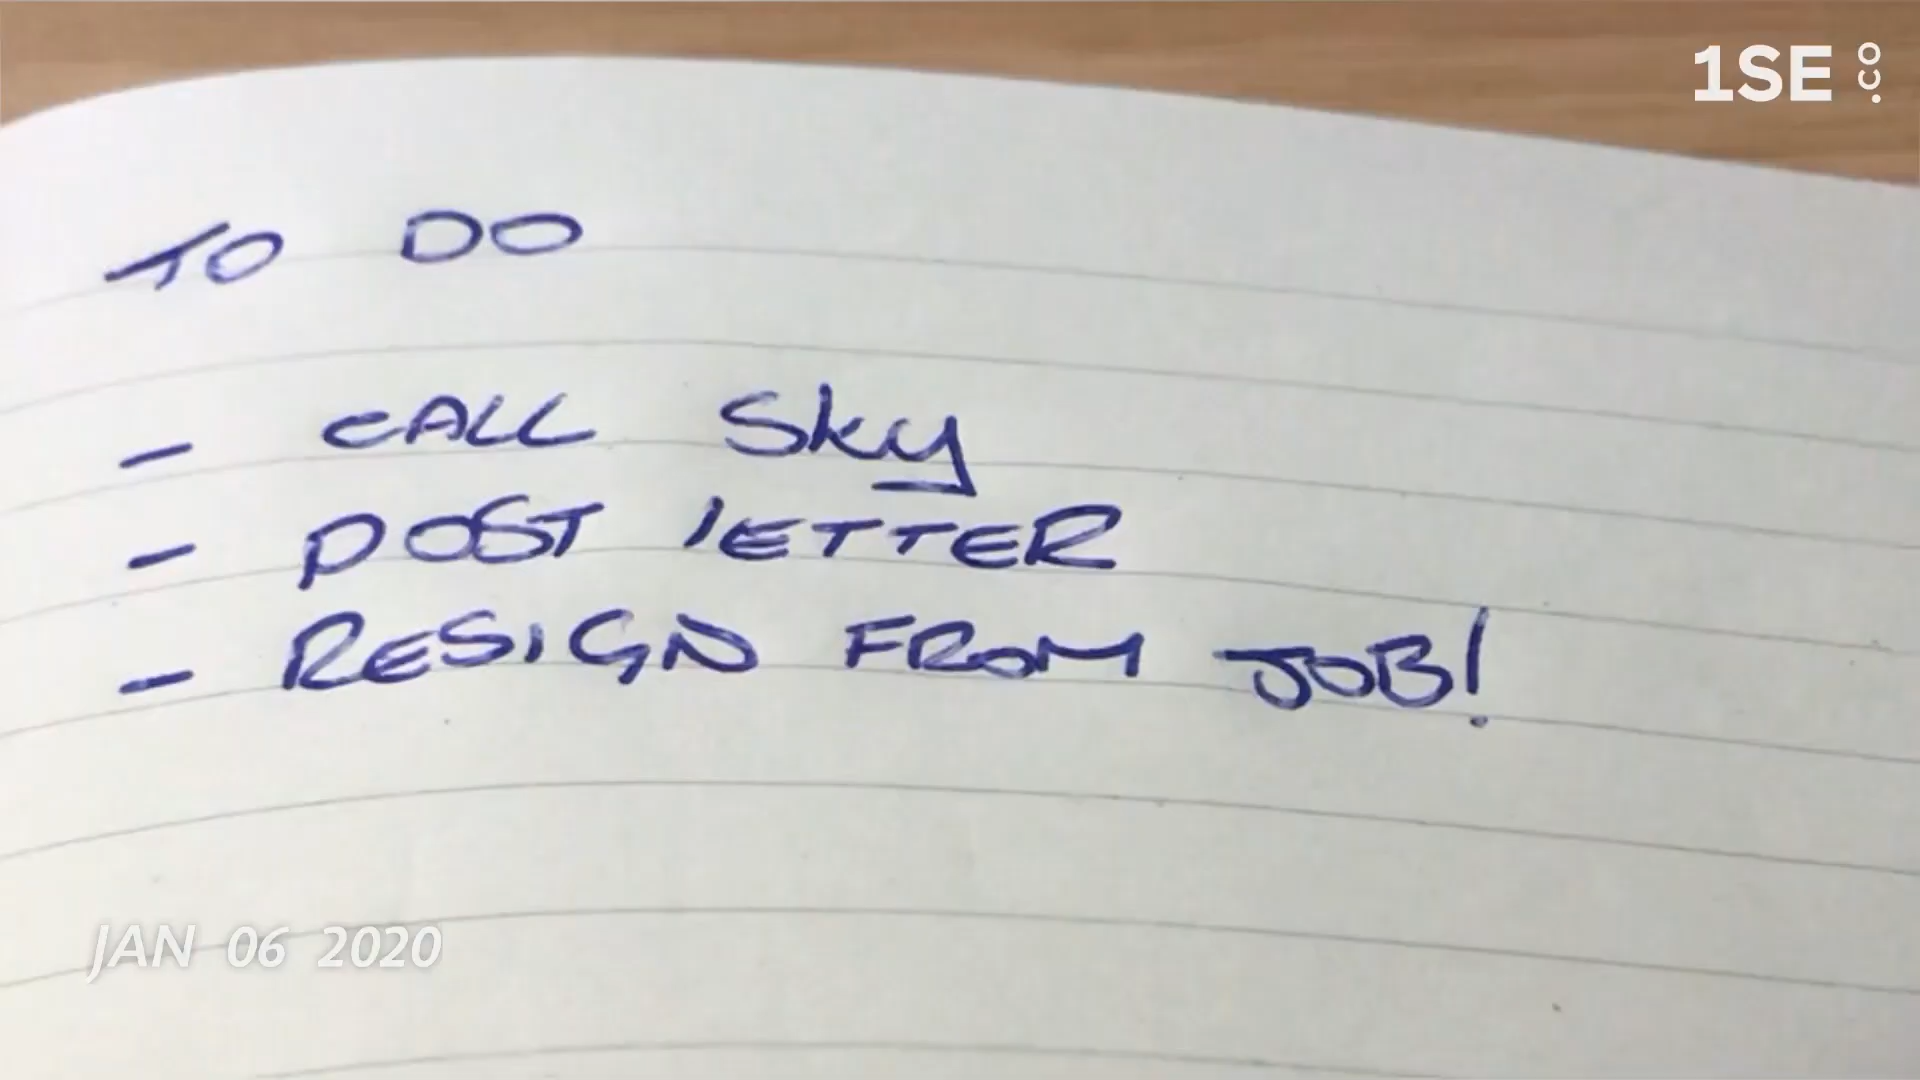 1SE .CO
TO DO
- CALL Sky
- POST lETTER
- RESIGN FROM JOB!
JAN 06 2020